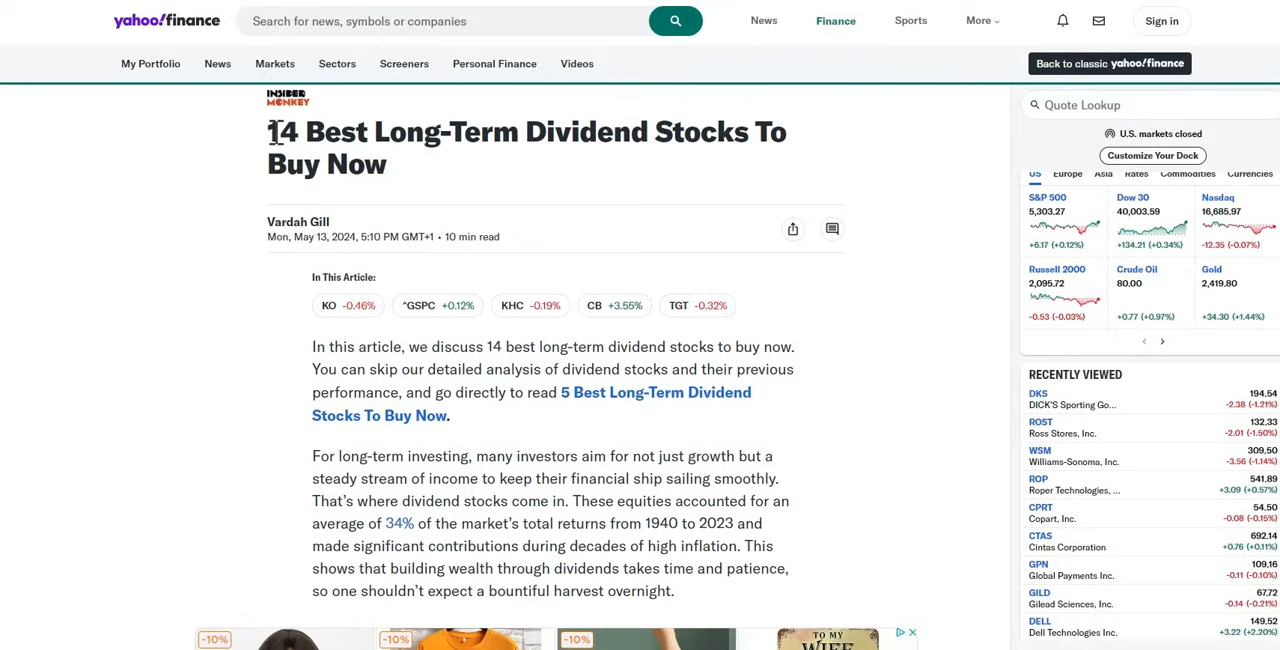 yahoo!finance
Search for news, symbols or companies
News
Finance
Sports
More
Sign in
My Portfolio
News
Markets
Sectors
Screeners
Personal Finance
Videos
Back to classic yahoo!finance
INSIDER
MONKEY
14 Best Long-Term Dividend Stocks To
Buy Now
Vardah Gill
Mon, May 13, 2024, 5:10 PM GMT+1 • 10 min read
In This Article:
KO -0.46%
^GSPC +0.12%
KHC -0.19%
CB +3.55%
TGT -0.32%
In this article, we discuss 14 best long-term dividend stocks to buy now.
You can skip our detailed analysis of dividend stocks and their previous
performance, and go directly to read 5 Best Long-Term Dividend
Stocks To Buy Now.
For long-term investing, many investors aim for not just growth but a
steady stream of income to keep their financial ship sailing smoothly.
That's where dividend stocks come in. These equities accounted for an
average of 34% of the market's total returns from 1940 to 2023 and
made significant contributions during decades of high inflation. This
shows that building wealth through dividends takes time and patience,
so one shouldn't expect a bountiful harvest overnight.
-10%
-10%
-10%
TO MY
WIFE
Quote Lookup
U.S. markets closed
Customize Your Dock
US Europe Asia Rates Commodities Currencies
S&P 500
5,303.27
+6.17 (+0.12%)
Dow 30
40,003.59
+134.21 (+0.34%)
Nasdaq
16,685.97
-12.35 (-0.07%)
Russell 2000
2,095.72
-0.53 (-0.03%)
Crude Oil
80.00
+0.77 (+0.97%)
Gold
2,419.80
+34.30 (+1.44%)
RECENTLY VIEWED
DKS 194.54
DICK'S Sporting Go... -2.38 (-1.21%)
ROST 132.33
Ross Stores, Inc. -2.01 (-1.50%)
WSM 309.50
Williams-Sonoma, Inc. -3.56 (-1.14%)
ROP 541.89
Roper Technologies, ... +3.09 (+0.57%)
CPRT 54.50
Copart, Inc. -0.08 (-0.15%)
CTAS 692.14
Cintas Corporation +0.76 (+0.11%)
GPN 109.16
Global Payments Inc. -0.11 (-0.10%)
GILD 67.72
Gilead Sciences, Inc. -0.14 (-0.21%)
DELL 149.52
Dell Technologies Inc. +3.22 (+2.20%)